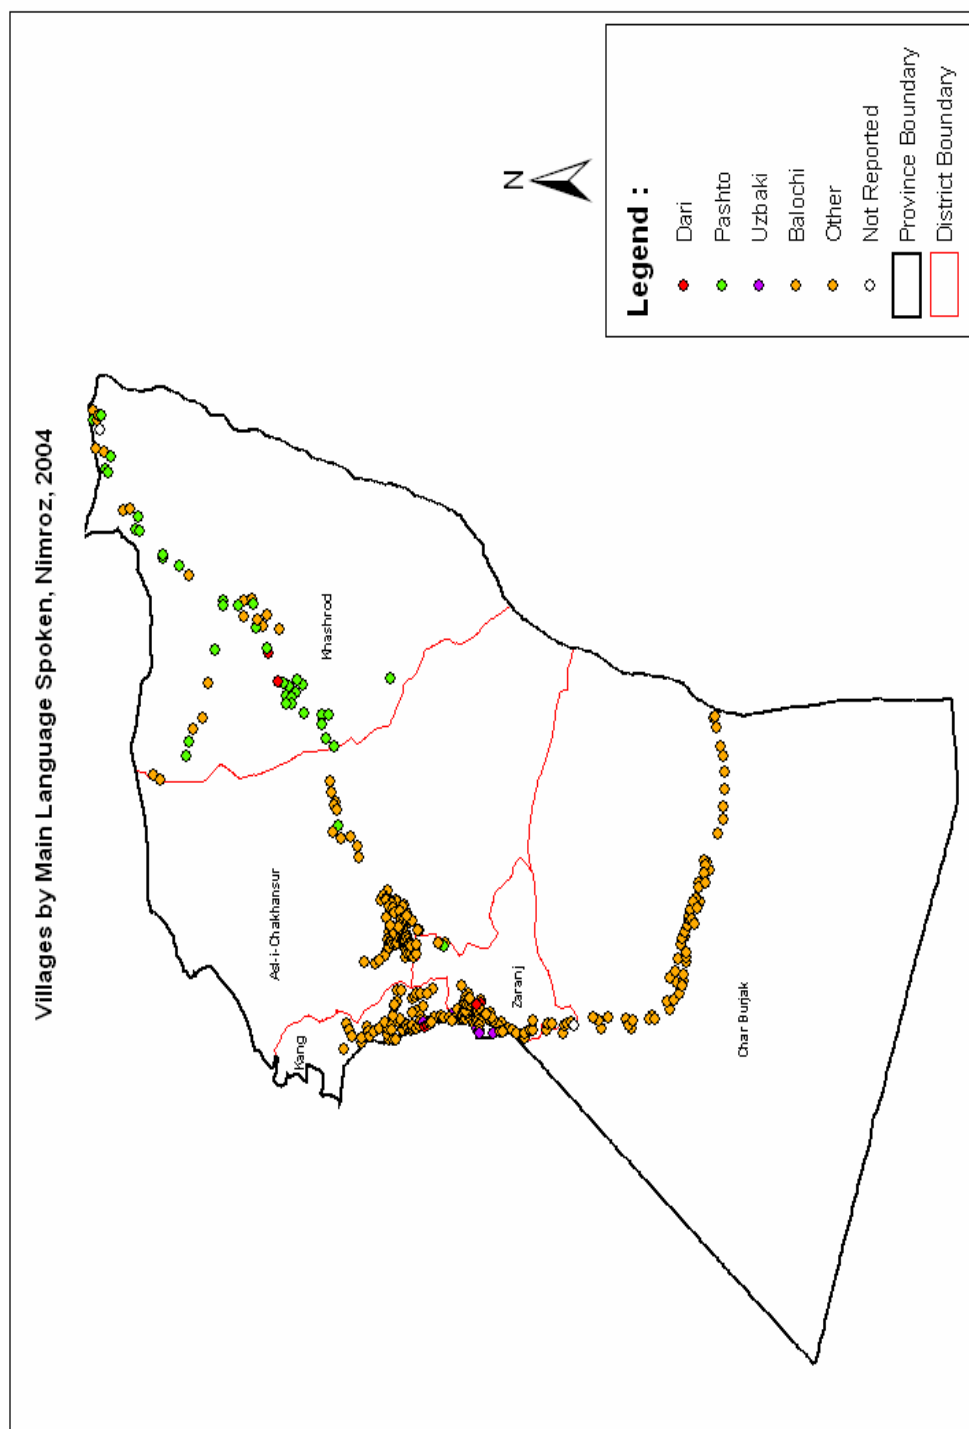 Villages by Main Language Spoken, Nimroz, 2004
N
Khashrod
Asl-i-Chakhansur
Kang
Zaranj
Char Burjak
Legend :
Dari
Pashto
Uzbaki
Balochi
Other
Not Reported
Province Boundary
District Boundary